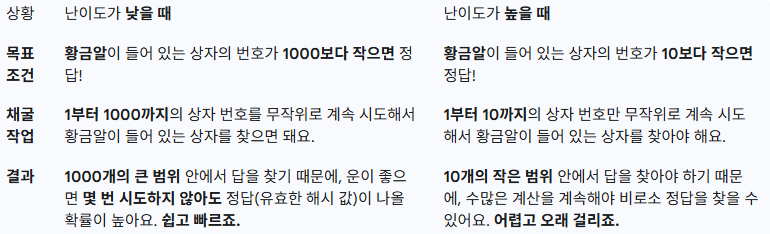 상황 난이도가 낮을 때 난이도가 높을 때
목표 황금알이 들어 있는 상자의 번호가 1000보다 작으면 정 황금알이 들어 있는 상자의 번호가 10보다 작으면
조건 답! 정답!
채굴 1부터 1000까지의 상자 번호를 무작위로 계속 시도해서 1부터 10까지의 상자 번호만 무작위로 계속 시도
작업 황금알이 들어 있는 상자를 찾으면 돼요. 해서 황금알이 들어 있는 상자를 찾아야 해요.
결과 1000개의 큰 범위 안에서 답을 찾기 때문에, 운이 좋으 10개의 작은 범위 안에서 답을 찾아야 하기 때문
면 몇 번 시도하지 않아도 정답(유효한 해시 값)이 나올 에, 수많은 계산을 계속해야 비로소 정답을 찾을 수
확률이 높아요. 쉽고 빠르죠. 있어요. 어렵고 오래 걸리죠.